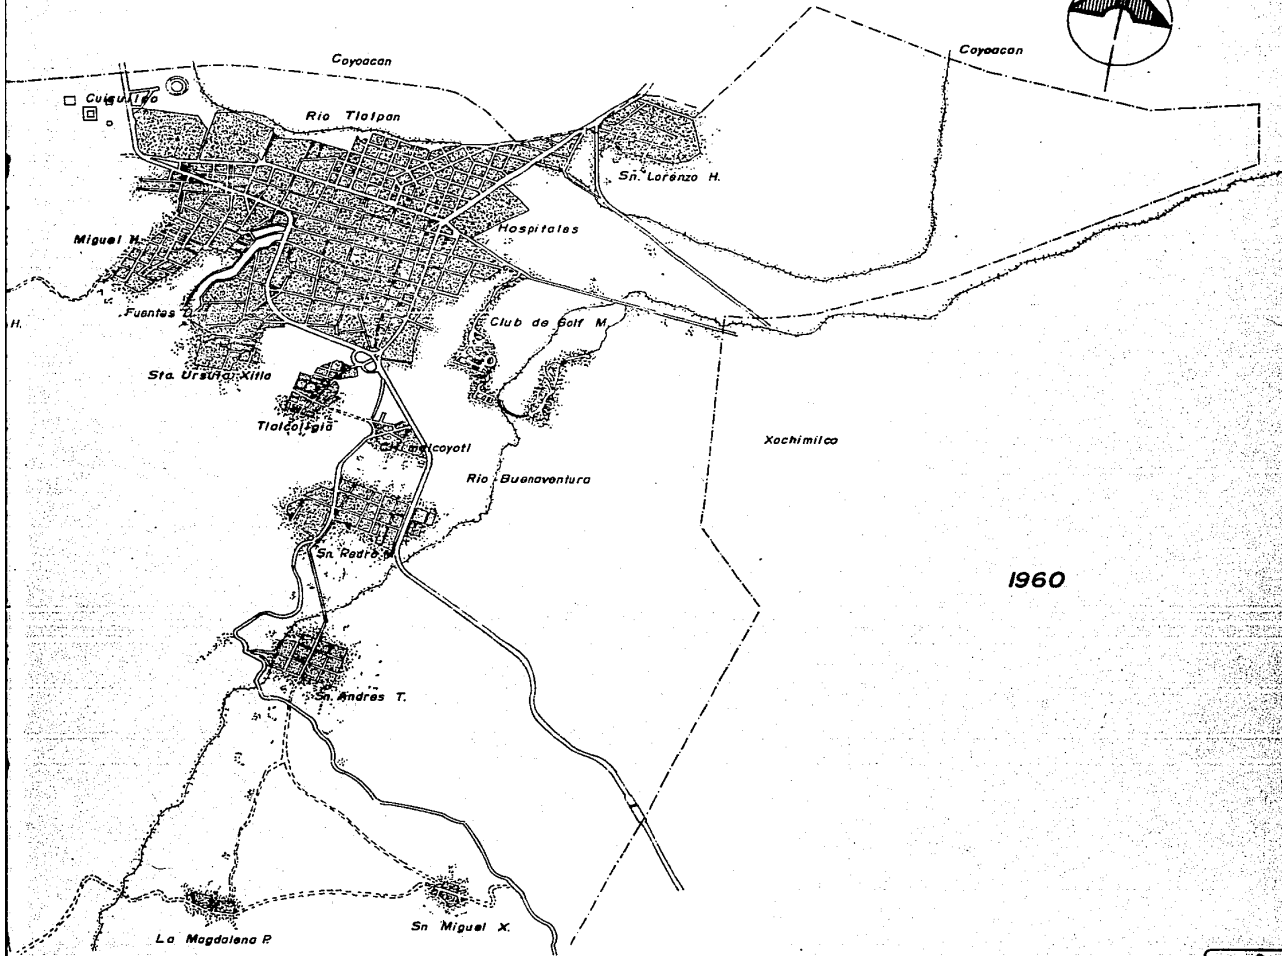 Coyoacan
Coyoacan
Cuicuilco
Rio Tlalpan
Sn. Lorenzo H.
Miguel H.
Hospitales
Fuentes B.
H.
Club de Golf M.
Sta. Ursula Xitla
Tlalcoligia
Chimalcoyotl
Xochimilco
Rio Buenaventura
Sn. Pedro M.
1960
Sn. Andres T.
La Magdalena P.
Sn Miguel X.